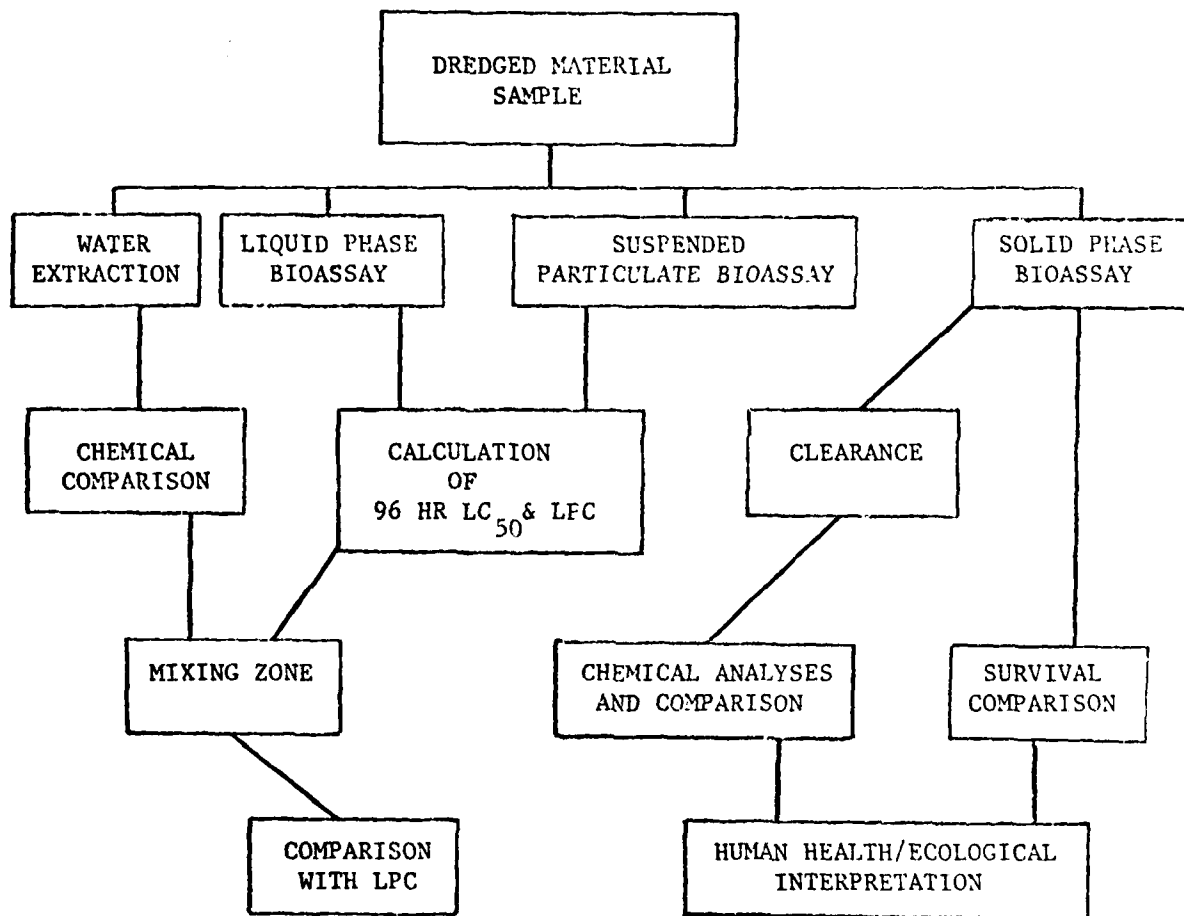 DREDGED MATERIAL
SAMPLE
WATER
EXTRACTION
LIQUID PHASE
BIOASSAY
SUSPENDED
PARTICULATE BIOASSAY
SOLID PHASE
BIOASSAY
CHEMICAL
COMPARISON
CALCULATION
OF
96 HR LC50& LPC
CLEARANCE
MIXING ZONE
CHEMICAL ANALYSES
AND COMPARISON
SURVIVAL
COMPARISON
COMPARISON
WITH LPC
HUMAN HEALTH/ECOLOGICAL
INTERPRETATION